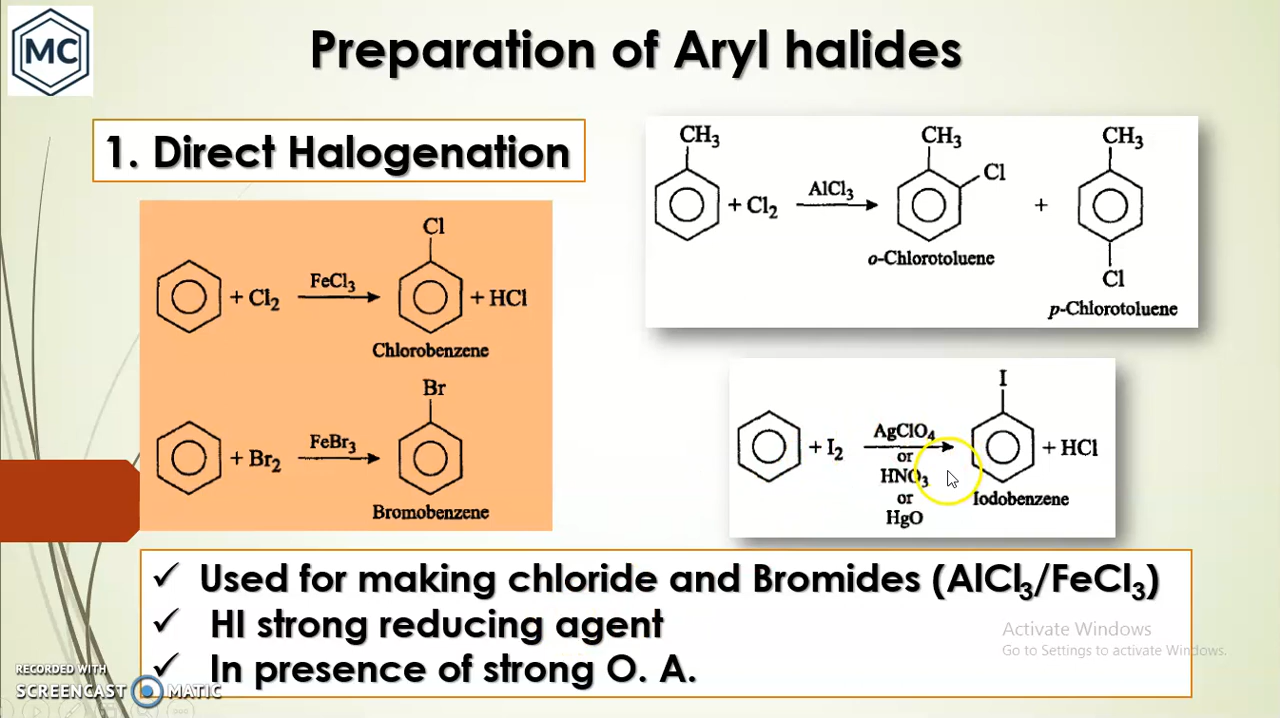 MC
Preparation of Aryl halides
1. Direct Halogenation
+ Cl₂
FeCl₃
Cl
+ HCl
Chlorobenzene
+ Br₂
FeBr₃
Br
Bromobenzene
CH₃
+ Cl₂
AlCl₃
CH₃
Cl
o-Chlorotoluene
+
CH₃
Cl
p-Chlorotoluene
+ I₂
AgClO₄
or
HNO₃
or
HgO
I
+ HCl
Iodobenzene
✓ Used for making chloride and Bromides (AlCl₃/FeCl₃)
✓ HI strong reducing agent
✓ In presence of strong O. A.
Activate Windows
Go to Settings to activate Windows.
RECORDED WITH
SCREENCAST MATIC